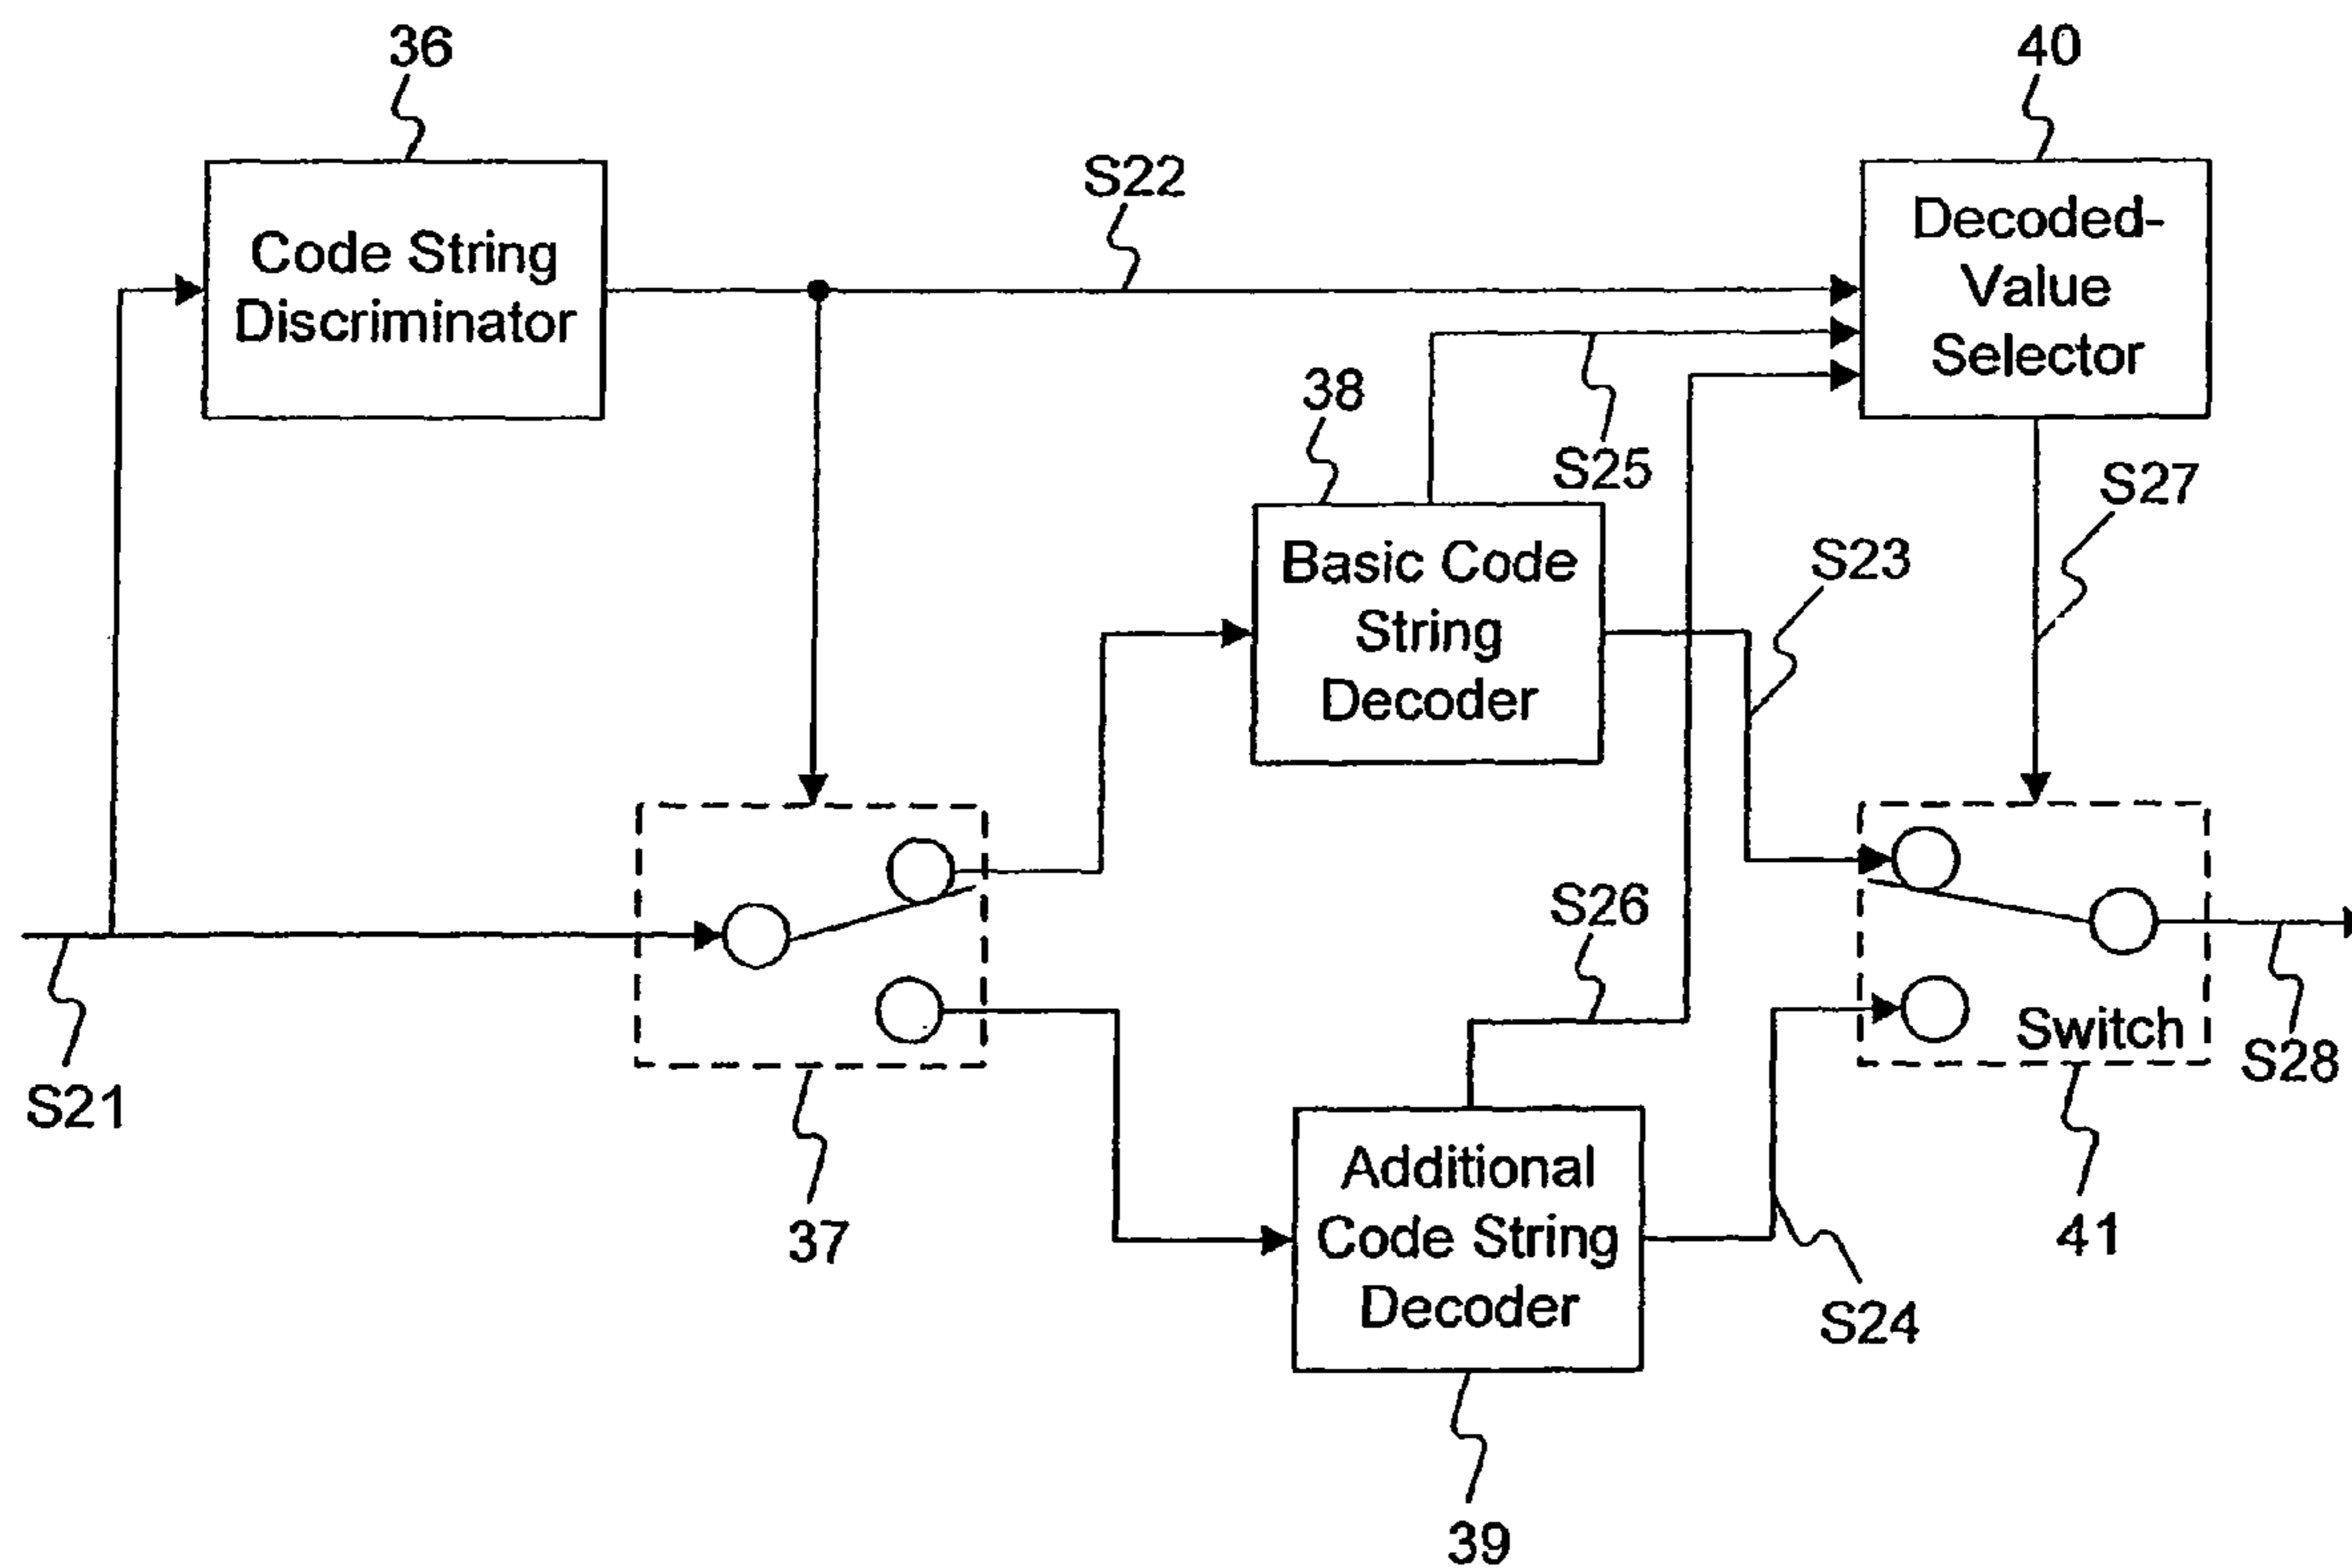 36
40
S22
Code String
Discriminator
Decoded-
Value
Selector
38
S25
S27
Basic Code
String
Decoder
S23
S26
Switch
S28
S21
Additional
Code String
Decoder
37
41
S24
39